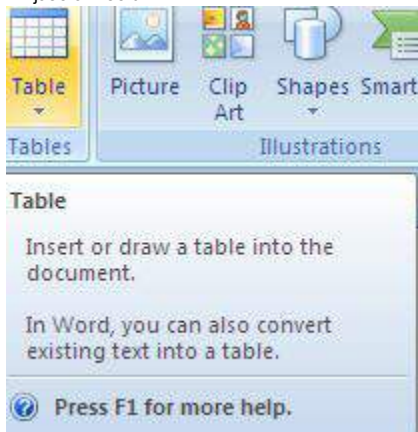 Table Picture Clip Art Shapes Smart
Tables Illustrations
Table
Insert or draw a table into the
document.
In Word, you can also convert
existing text into a table.
Press F1 for more help.